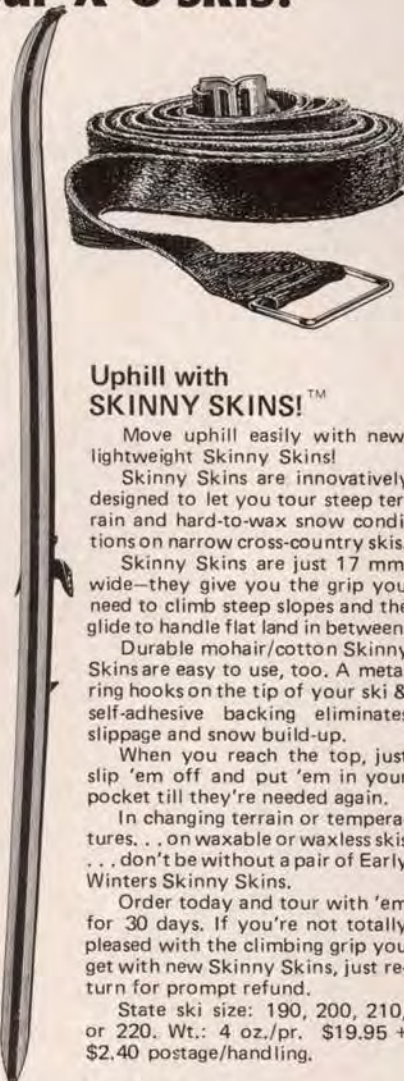 X-C SKIS!
Uphill with
SKINNY SKINS!™
Move uphill easily with new
lightweight Skinny Skins!
Skinny Skins are innovatively
designed to let you tour steep ter
rain and hard-to-wax snow condi
tions on narrow cross-country skis.
Skinny Skins are just 17 mm
wide—they give you the grip you
need to climb steep slopes and the
glide to handle flat land in between
Durable mohair/cotton Skinny
Skins are easy to use, too. A meta
ring hooks on the tip of your ski &
self-adhesive backing eliminates
slippage and snow build-up.
When you reach the top, just
slip 'em off and put 'em in your
pocket till they're needed again.
In changing terrain or tempera-
tures. . . on waxable or waxless skis
. . . don't be without a pair of Early
Winters Skinny Skins.
Order today and tour with 'em
for 30 days. If you're not totally
pleased with the climbing grip you
get with new Skinny Skins, just re-
turn for prompt refund.
State ski size: 190, 200, 210,
or 220. Wt.: 4 oz./pr. $19.95 +
$2.40 postage/handling.